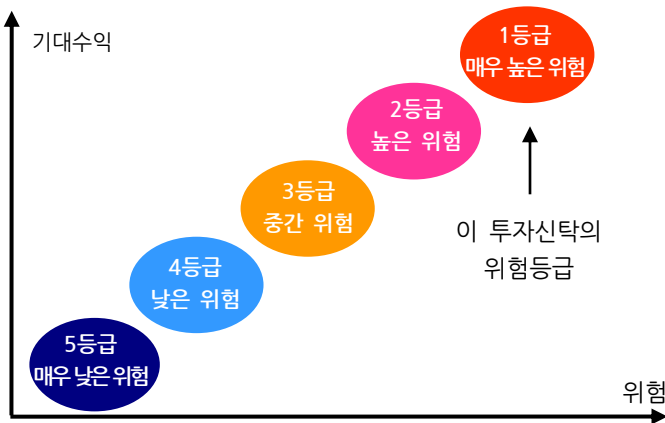 기대수익
1등급
매우 높은 위험
2등급
높은 위험
3등급
중간 위험
이 투자신탁의
위험등급
4등급
낮은 위험
5등급
매우 낮은 위험
위험